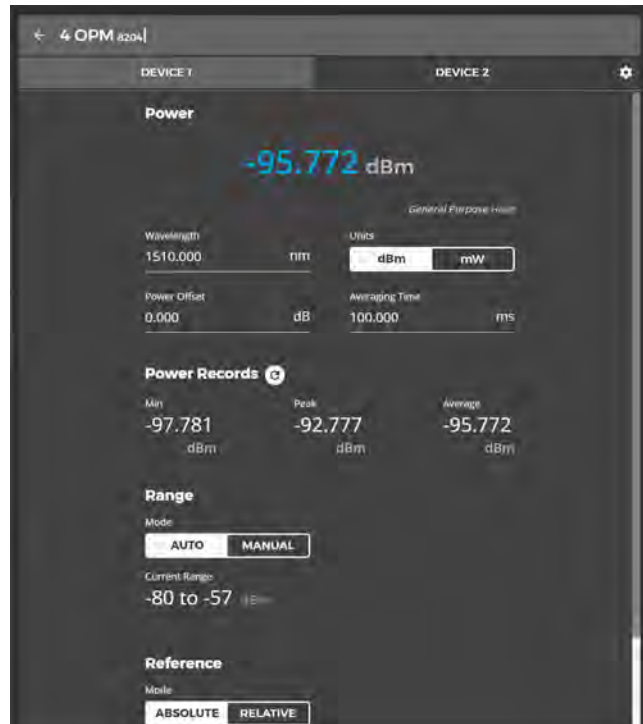 4 OPM 8204
DEVICE 1 DEVICE 2
Power
-95.772 dBm
General Purpose Head
Wavelength Units
1510.000 nm dBm mW
Power Offset Averaging Time
0.000 dB 100.000 ms
Power Records
Min Peak Average
-97.781 -92.777 -95.772
dBm dBm dBm
Range
Mode
AUTO MANUAL
Current Range
-80 to -57 dBm
Reference
Mode
ABSOLUTE RELATIVE